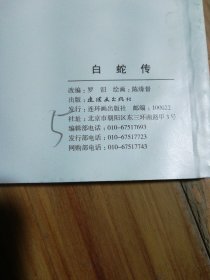 白蛇传
改编：罗 汨 绘画：陈缘督
出版：连环画出版社
发行：连环画出版社 邮编：100022
社址：北京市朝阳区东三环南路甲3号
编辑部电话：010-67517693
发行部电话：010-67517723
网购部电话：010-67517743
5